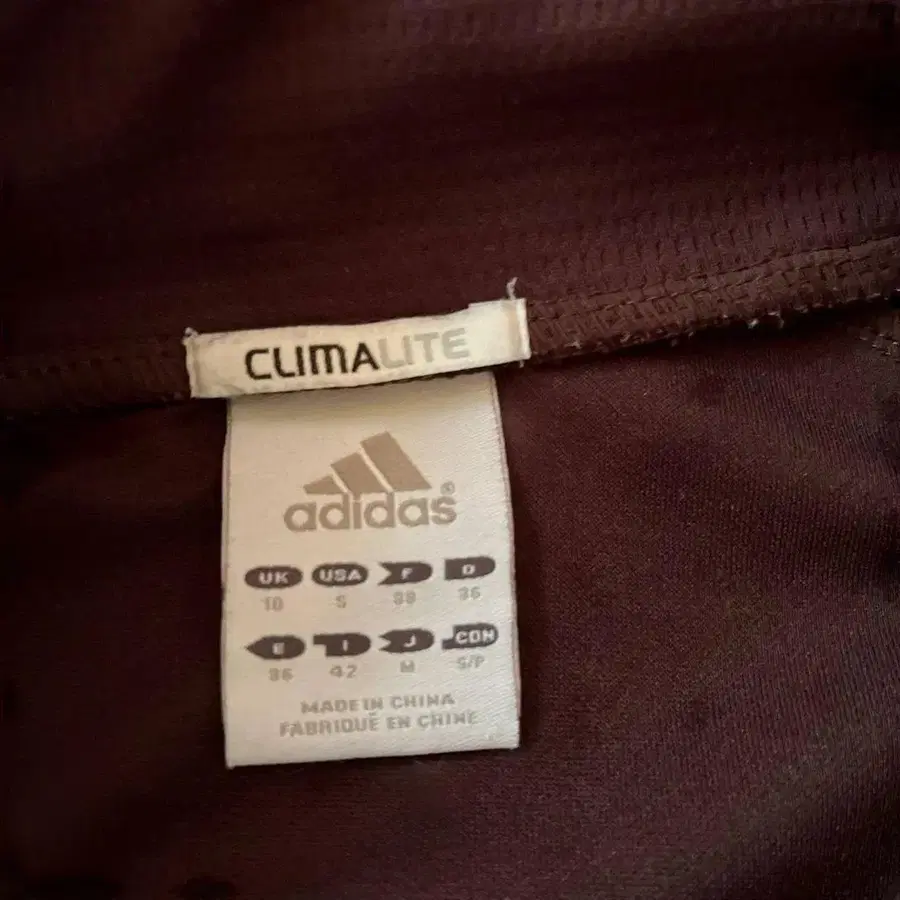 CLIMALITE
adidas®
UK USA F D
10 S 38 36
E I J CDN
36 42 M S/P
MADE IN CHINA
FABRIQUÉ EN CHINE